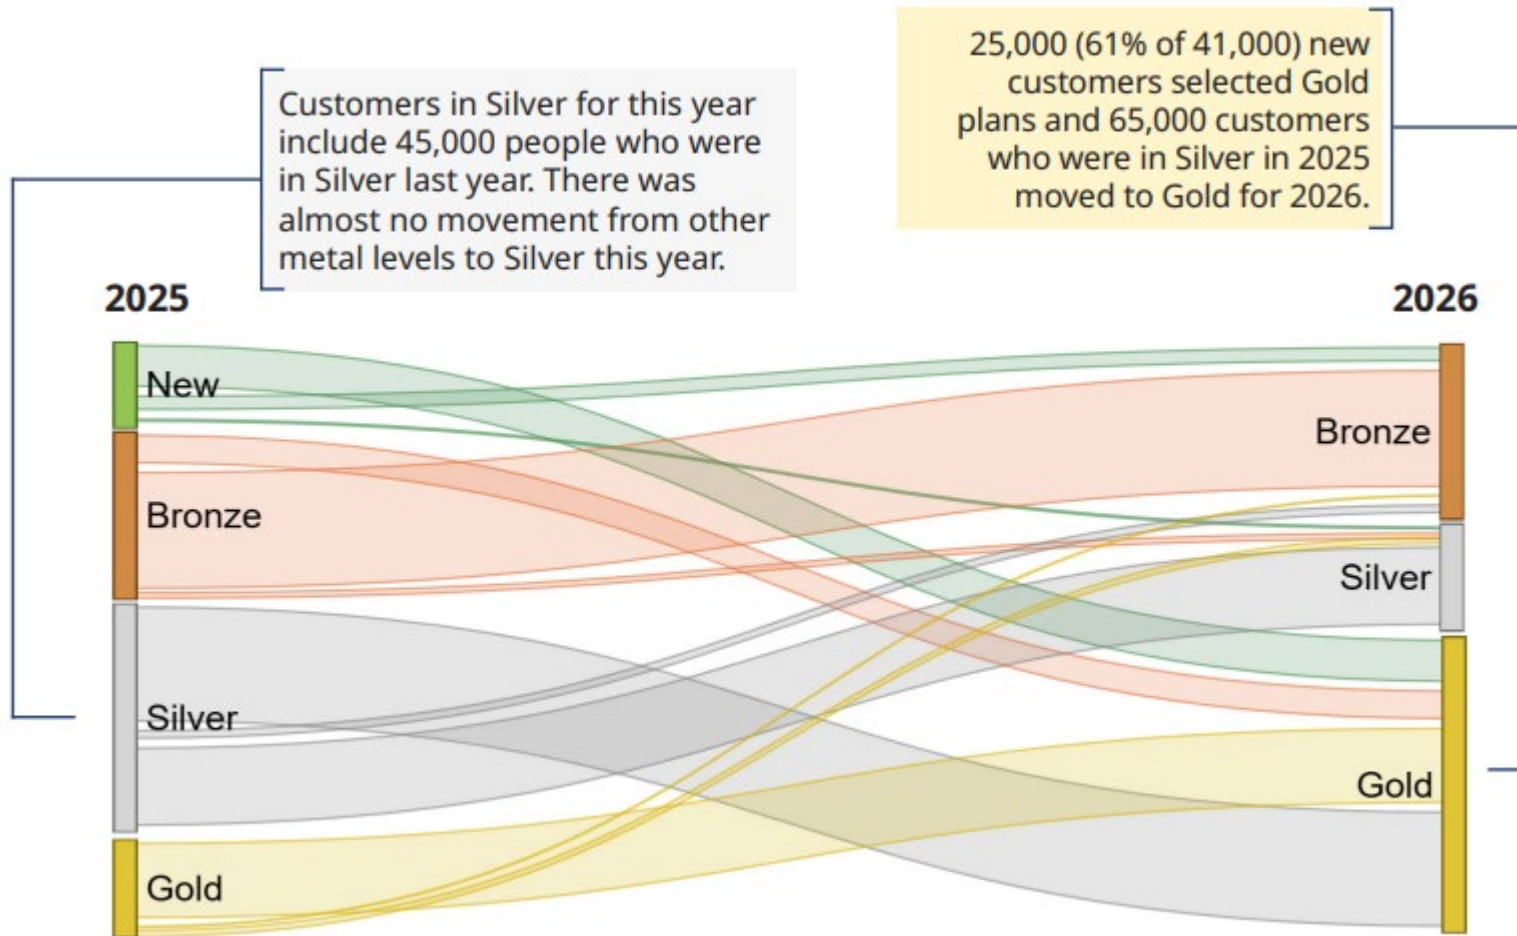 25,000 (61% of 41,000) new
customers selected Gold
plans and 65,000 customers
who were in Silver in 2025
moved to Gold for 2026.
Customers in Silver for this year
include 45,000 people who were
in Silver last year. There was
almost no movement from other
metal levels to Silver this year.
2025
2026
New
Bronze
Silver
Gold
Bronze
Silver
Gold